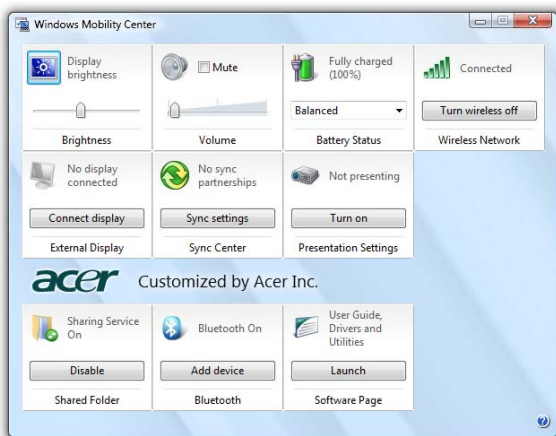 Windows Mobility Center
Display
brightness
Brightness
Mute
Volume
Fully charged
(100%)
Balanced
Battery Status
Connected
Turn wireless off
Wireless Network
No display
connected
Connect display
External Display
No sync
partnerships
Sync settings
Sync Center
Not presenting
Turn on
Presentation Settings
acer Customized by Acer Inc.
Sharing Service
On
Disable
Shared Folder
Bluetooth On
Add device
Bluetooth
User Guide,
Drivers and
Utilities
Launch
Software Page
?